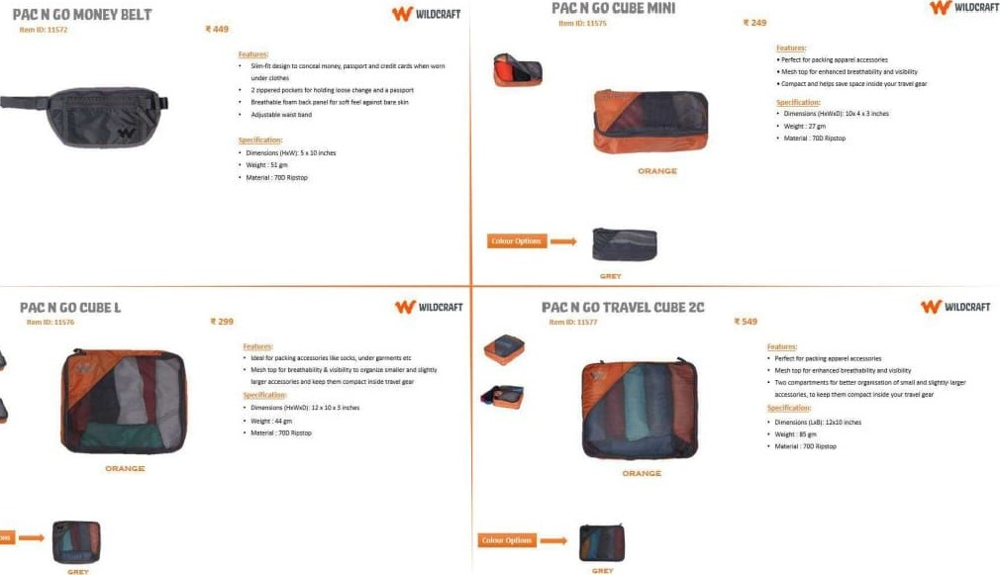 PAC N GO MONEY BELT
WILDCRAFT
Item ID: 11572
₹ 449
Features:
• Slim-fit design to conceal money, passport and credit cards when worn
under clothes
• 2 zippered pockets for holding loose change and a passport
• Breathable foam back panel for soft feel against bare skin
• Adjustable waist band
Specification:
• Dimensions (HxW): 5 x 10 inches
• Weight : 51 gm
• Material : 70D Ripstop
PAC N GO CUBE MINI
WILDCRAFT
Item ID: 11575
₹ 249
Features:
• Perfect for packing apparel accessories
• Mesh top for enhanced breathability and visibility
• Compact and helps save space inside your travel gear
Specification:
• Dimensions (HxWxD): 10x 4 x 3 inches
• Weight : 27 gm
• Material : 70D Ripstop
ORANGE
Colour Options
GREY
PAC N GO CUBE L
WILDCRAFT
Item ID: 11576
₹ 299
Features:
• Ideal for packing accessories like socks, under garments etc
• Mesh top for breathability & visibility to organize smaller and slightly
larger accessories and keep them compact inside travel gear
Specification:
• Dimensions (HxWxD): 12 x 10 x 3 inches
• Weight : 44 gm
• Material : 70D Ripstop
ORANGE
ons
GREY
PAC N GO TRAVEL CUBE 2C
WILDCRAFT
Item ID: 11577
₹ 549
Features:
• Perfect for packing apparel accessories
• Mesh top for enhanced breathability and visibility
• Two compartments for better organisation of small and slightly larger
accessories, to keep them compact inside your travel gear
Specification:
• Dimensions (LxB): 12x10 inches
• Weight : 85 gm
• Material : 70D Ripstop
ORANGE
Colour Options
GREY